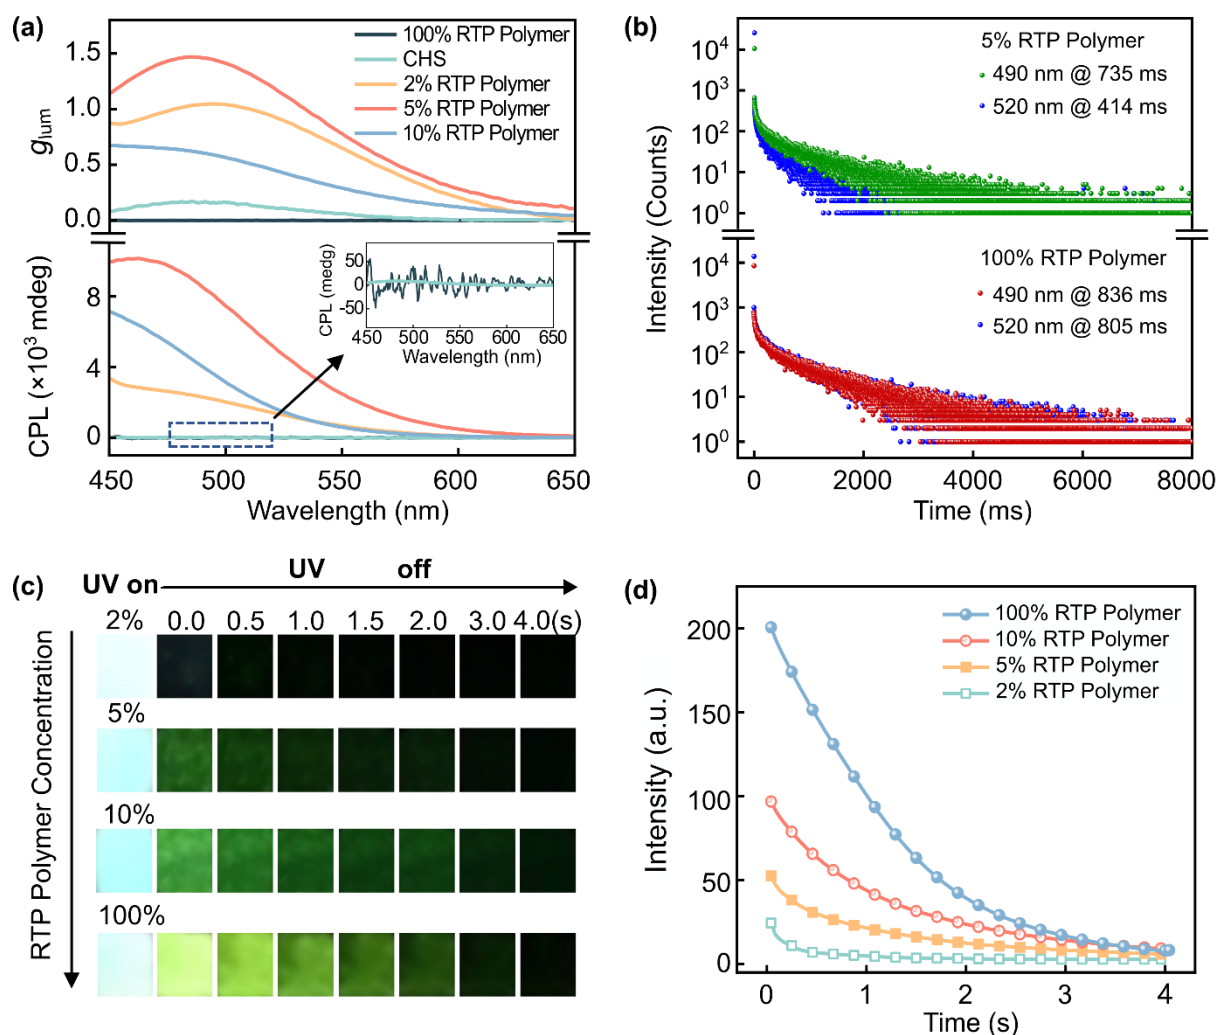 (a)
100% RTP Polymer
CHS
2% RTP Polymer
5% RTP Polymer
10% RTP Polymer
glum
1.5
1.0
0.5
0.0
450 500 550 600 650
CPL (×10³ mdeg)
8
4
0
CPL (medg)
50
0
-50
450 500 550 600 650
Wavelength (nm)
450 500 550 600 650
Wavelength (nm)
(b)
Intensity (Counts)
10⁴
10³
10²
10¹
10⁰
5% RTP Polymer
490 nm @ 735 ms
520 nm @ 414 ms
10⁴
10³
10²
10¹
10⁰
100% RTP Polymer
490 nm @ 836 ms
520 nm @ 805 ms
0 2000 4000 6000 8000
Time (ms)
(c)
UV on
UV off
RTP Polymer Concentration
2% 0.0 0.5 1.0 1.5 2.0 3.0 4.0(s)
5%
10%
100%
(d)
Intensity (a.u.)
200
150
100
50
0
100% RTP Polymer
10% RTP Polymer
5% RTP Polymer
2% RTP Polymer
0 1 2 3 4
Time (s)